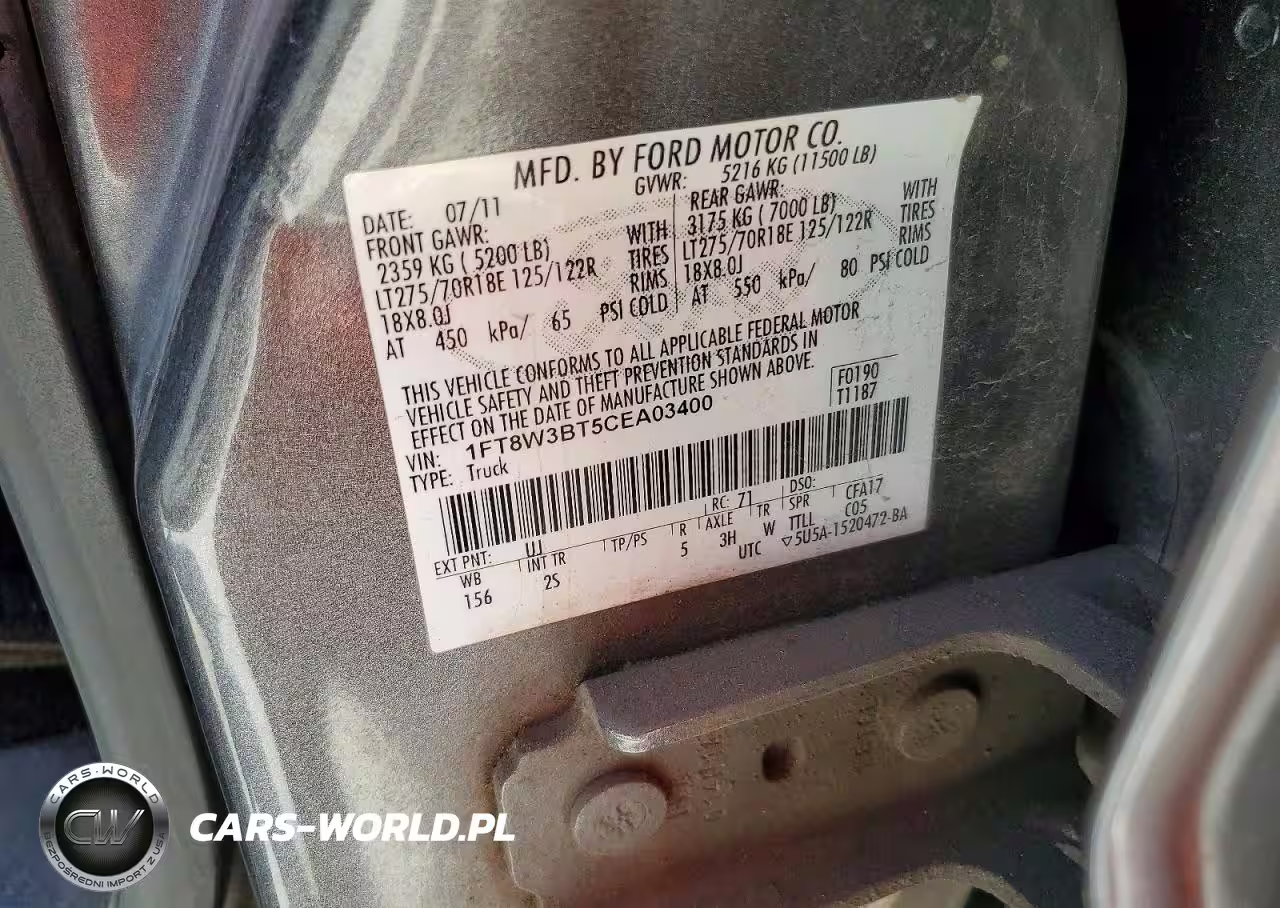 MFD. BY FORD MOTOR CO.
DATE: 07/11 GVWR: 5216 KG (11500 LB)
FRONT GAWR: REAR GAWR:
2359 KG ( 5200 LB) WITH 3175 KG ( 7000 LB) WITH
LT275/70R18E 125/122R TIRES LT275/70R18E 125/122R TIRES
18X8.0J RIMS 18X8.0J RIMS
AT 450 kPa/ 65 PSI COLD AT 550 kPa/ 80 PSI COLD
THIS VEHICLE CONFORMS TO ALL APPLICABLE FEDERAL MOTOR
VEHICLE SAFETY AND THEFT PREVENTION STANDARDS IN
EFFECT ON THE DATE OF MANUFACTURE SHOWN ABOVE.
VIN: 1FT8W3BT5CEA03400
TYPE: Truck
F0190
T1187
EXT PNT: UJ RC: 71 DSO:
WB INT TR TP/PS R AXLE TR SPR CFA17
156 2S 5 3H W TTLL C05
UTC ▽5U5A-1520472-BA
CARS-WORLD
CW
BEZPOŚREDNI IMPORT Z USA
CARS-WORLD.PL